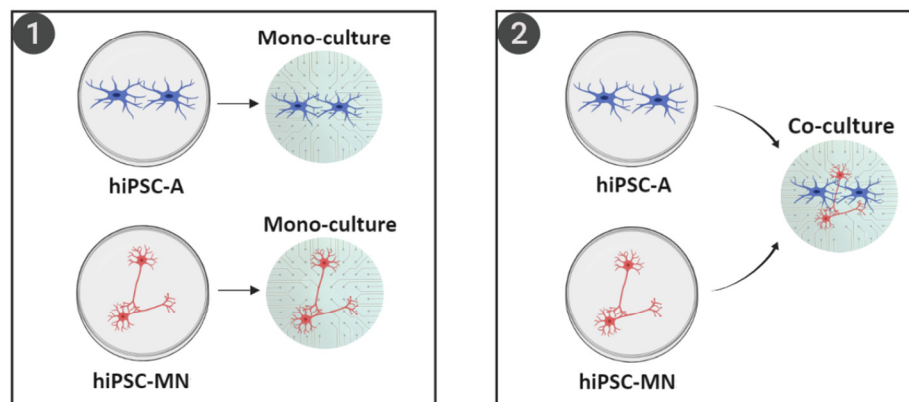 1
Mono-culture
hiPSC-A
Mono-culture
hiPSC-MN
2
hiPSC-A
Co-culture
hiPSC-MN